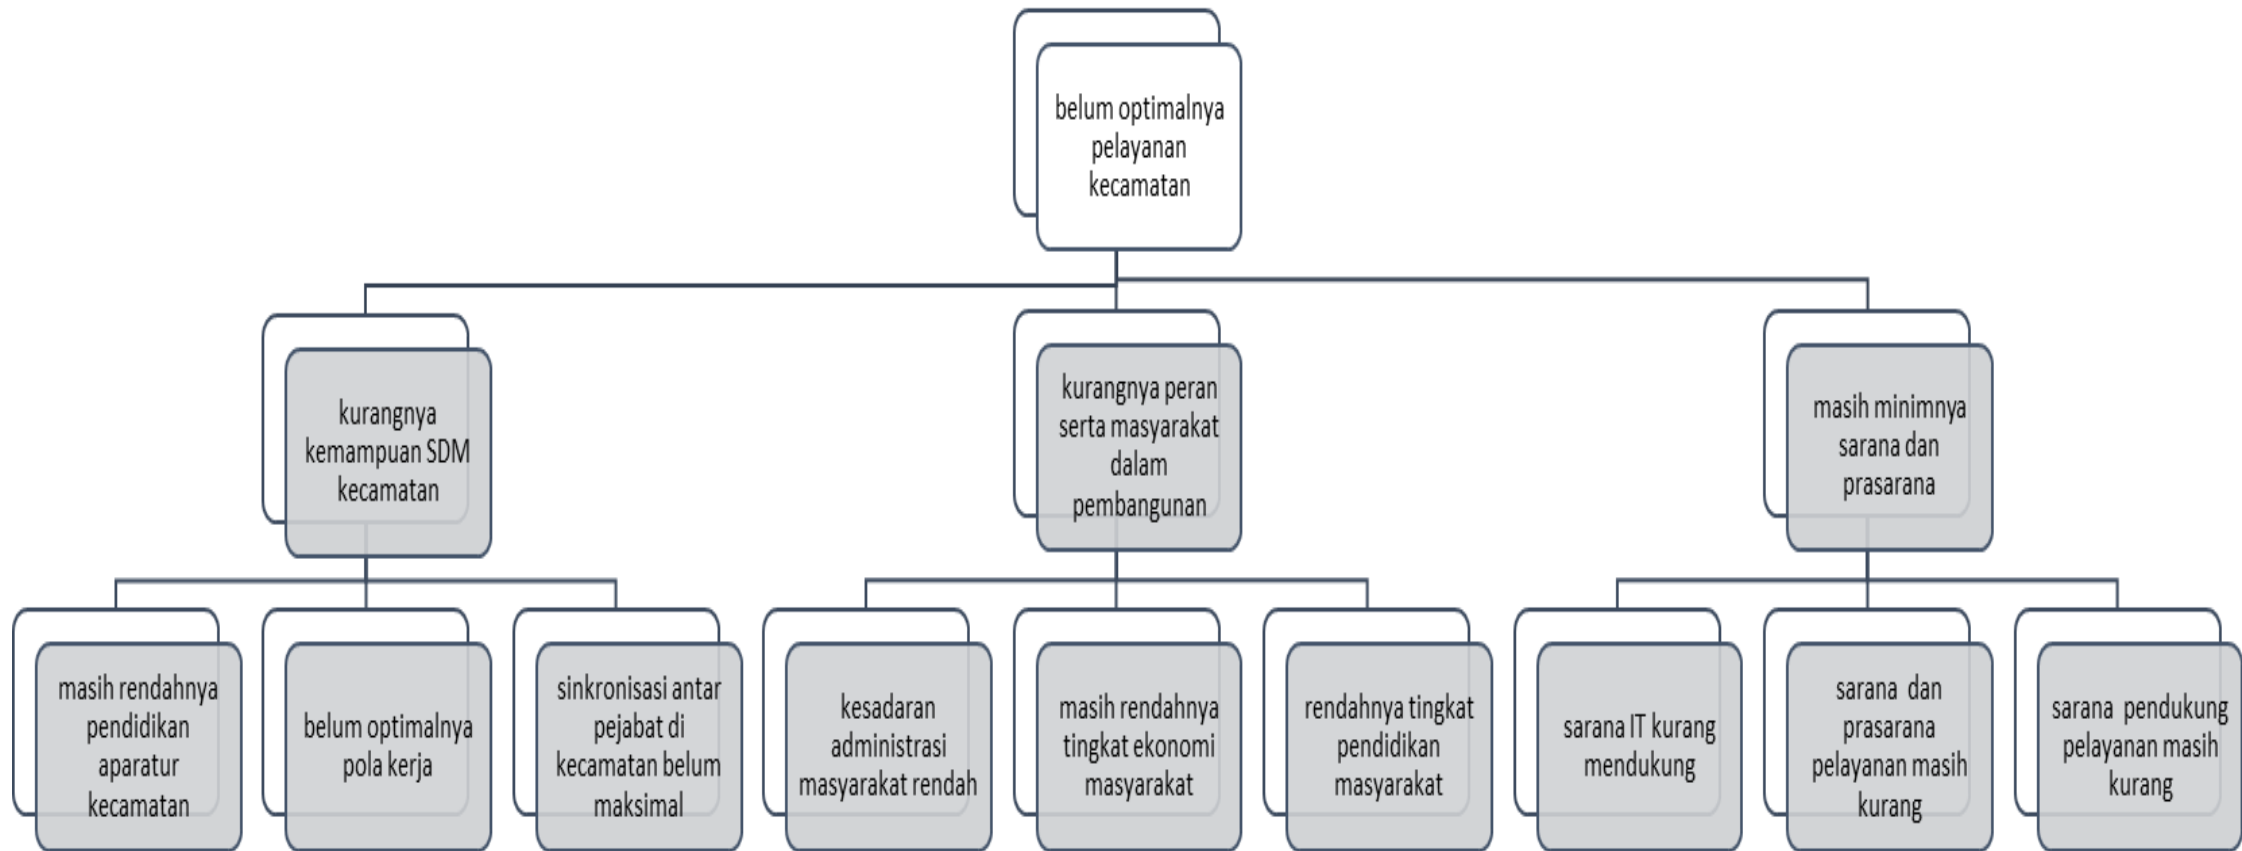 belum optimalnya
pelayanan
kecamatan
kurangnya
kemampuan SDM
kecamatan
kurangnya peran
serta masyarakat
dalam
pembangunan
masih minimnya
sarana dan
prasarana
masih rendahnya
pendidikan
aparatur
kecamatan
belum optimalnya
pola kerja
sinkronisasi antar
pejabat di
kecamatan belum
maksimal
kesadaran
administrasi
masyarakat rendah
masih rendahnya
tingkat ekonomi
masyarakat
rendahnya tingkat
pendidikan
masyarakat
sarana IT kurang
mendukung
sarana dan
prasarana
pelayanan masih
kurang
sarana pendukung
pelayanan masih
kurang